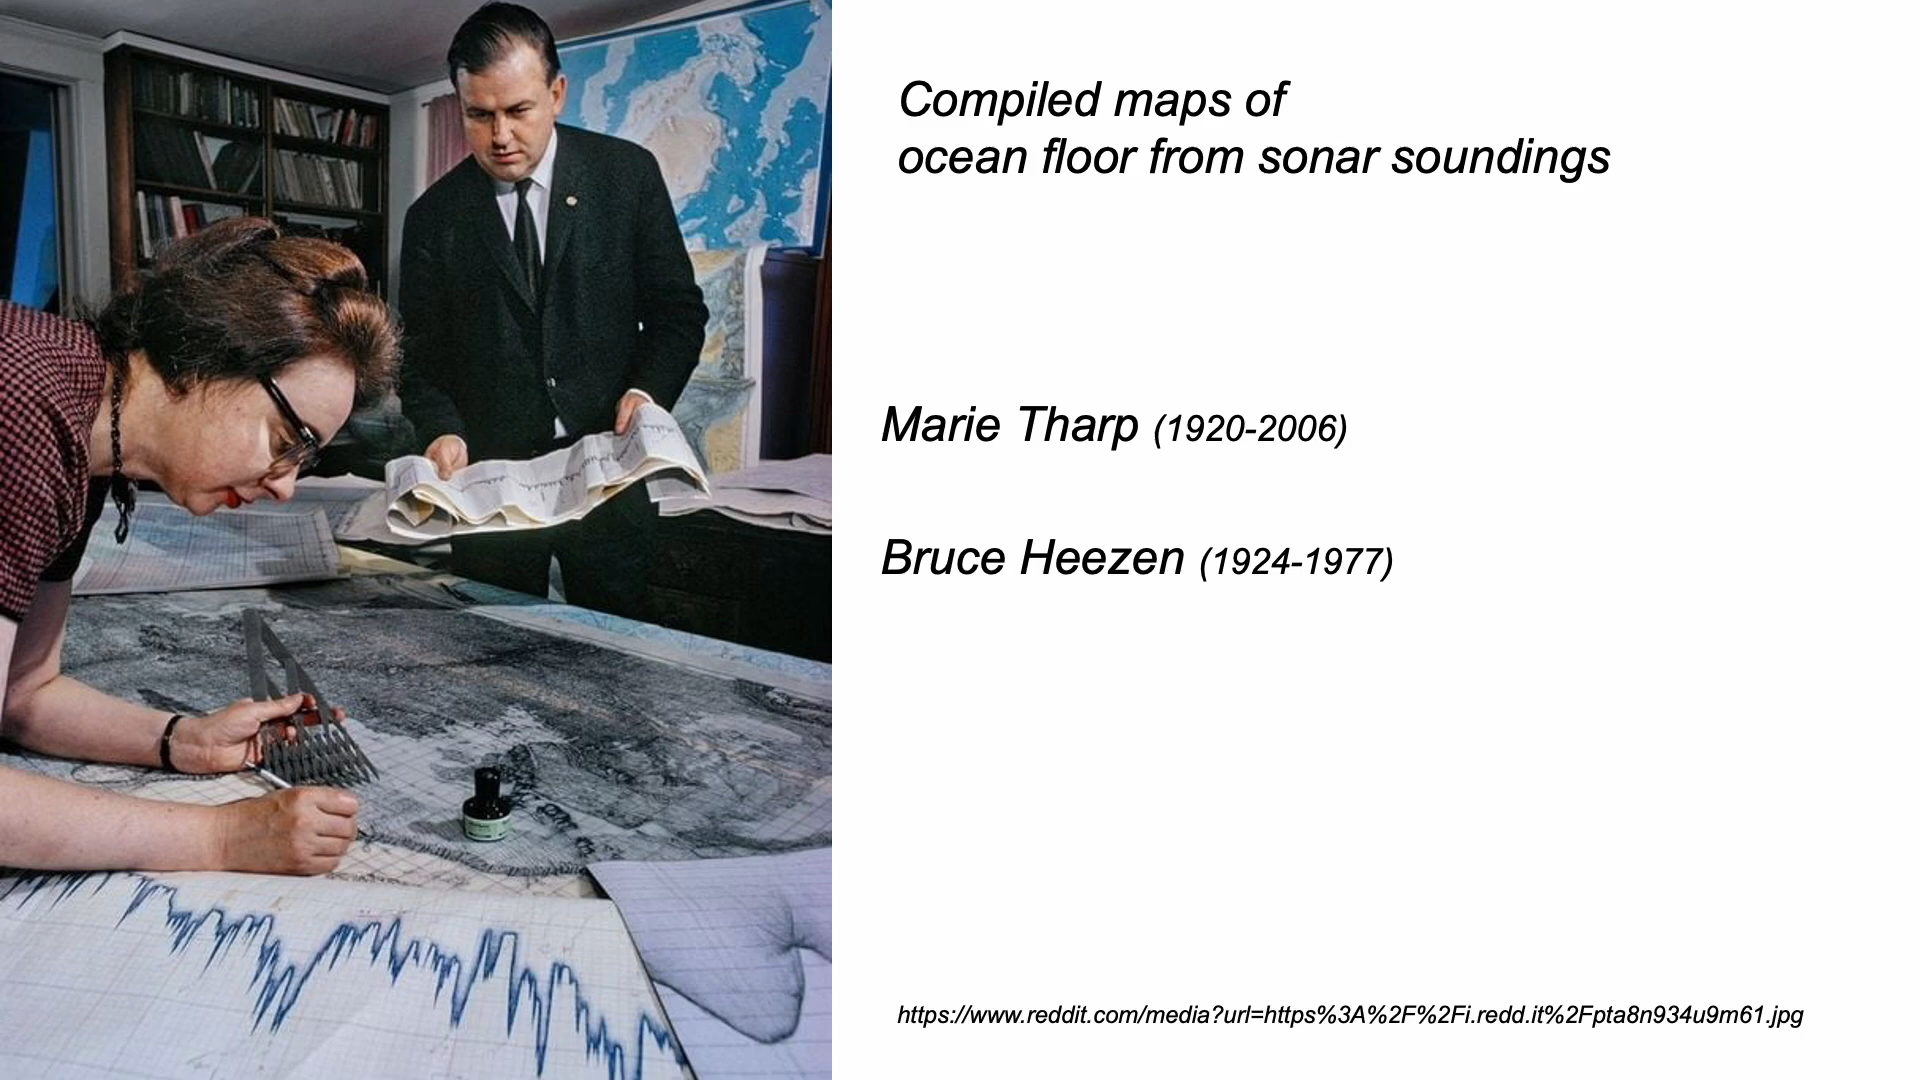 Compiled maps of
ocean floor from sonar soundings
Marie Tharp (1920-2006)
Bruce Heezen (1924-1977)
https://www.reddit.com/media?url=https%3A%2F%2Fi.redd.it%2Fpta8n934u9m61.jpg